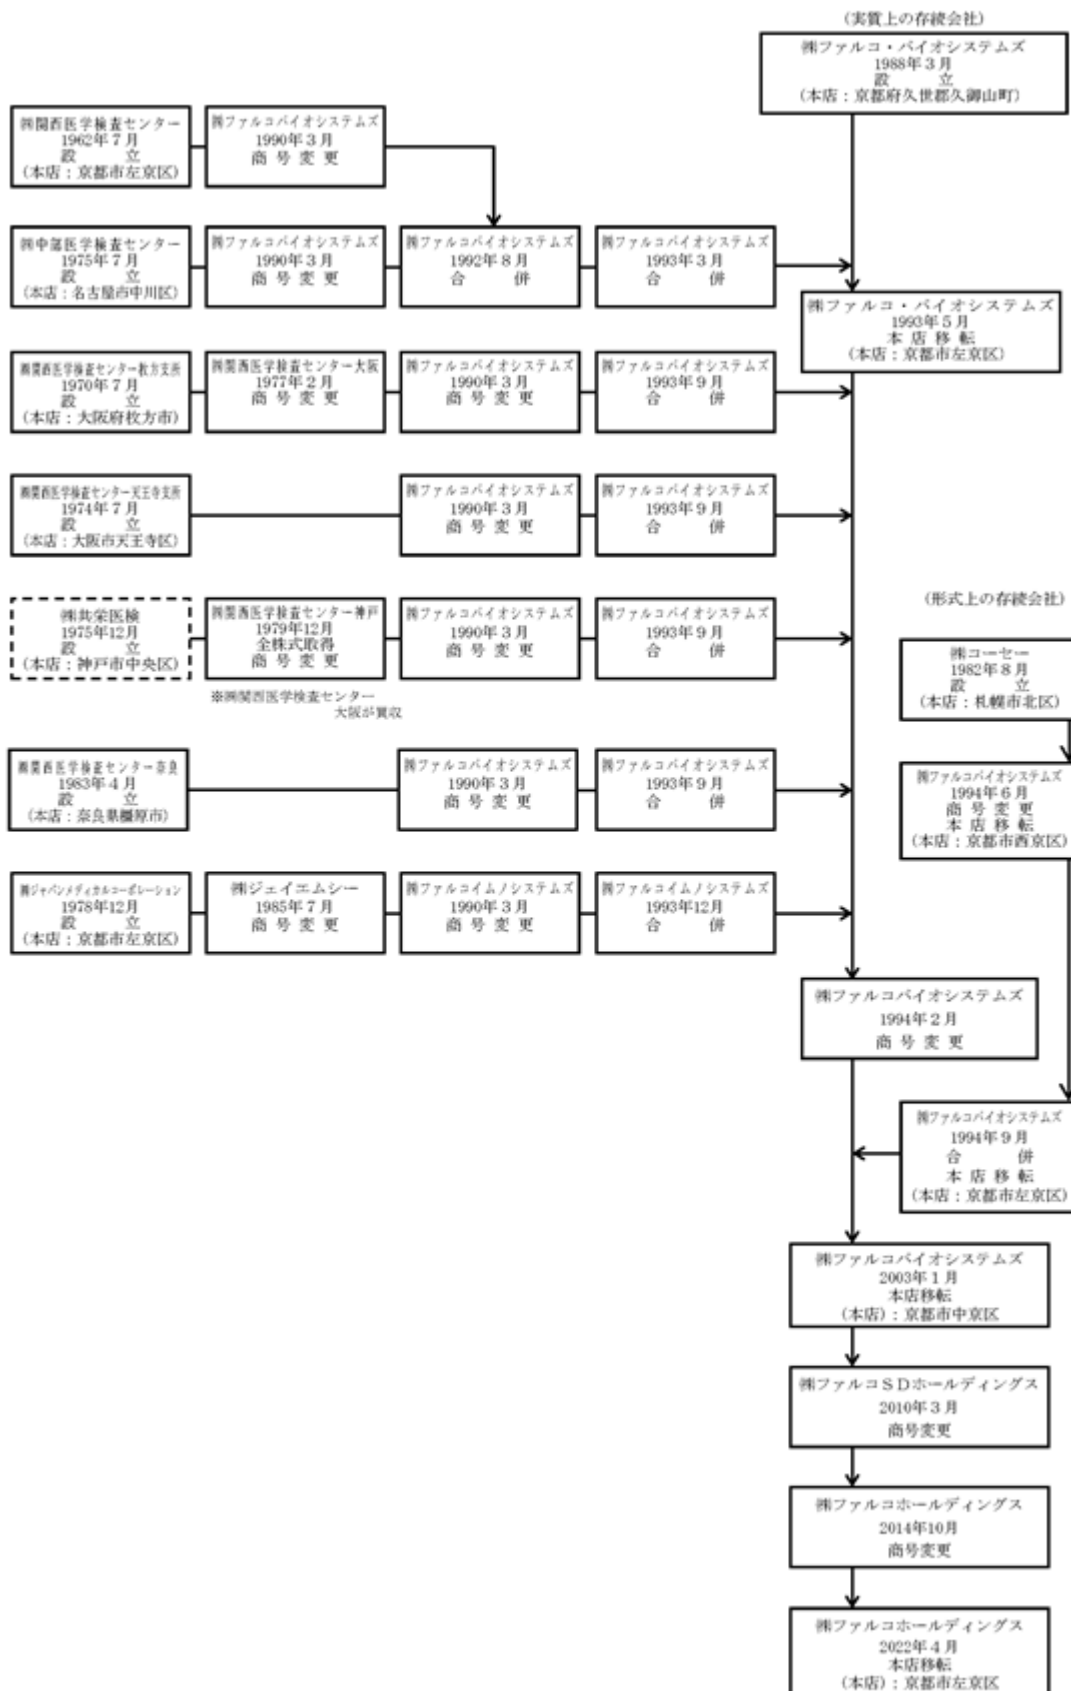 (実質上の存続会社)
㈱ファルコ・バイオシステムズ
1988年3月
設　　立
(本店：京都府久世郡久御山町)
㈱関西医学検査センター
1962年7月
設　　立
(本店：京都市左京区)
㈱ファルコバイオシステムズ
1990年3月
商号変更
㈱中部医学検査センター
1975年7月
設　　立
(本店：名古屋市中川区)
㈱ファルコバイオシステムズ
1990年3月
商号変更
㈱ファルコバイオシステムズ
1992年8月
合　　併
㈱ファルコバイオシステムズ
1993年3月
合　　併
㈱ファルコ・バイオシステムズ
1993年5月
本店移転
(本店：京都市左京区)
㈱関西医学検査センター枚方支所
1970年7月
設　　立
(本店：大阪府枚方市)
㈱関西医学検査センター大阪
1977年2月
商号変更
㈱ファルコバイオシステムズ
1990年3月
商号変更
㈱ファルコバイオシステムズ
1993年9月
合　　併
㈱関西医学検査センター天王寺支所
1974年7月
設　　立
(本店：大阪市天王寺区)
㈱ファルコバイオシステムズ
1990年3月
商号変更
㈱ファルコバイオシステムズ
1993年9月
合　　併
㈱共栄医検
1975年12月
設　　立
(本店：神戸市中央区)
㈱関西医学検査センター神戸
1979年12月
全株式取得
商号変更
※㈱関西医学検査センター
大阪が買収
㈱ファルコバイオシステムズ
1990年3月
商号変更
㈱ファルコバイオシステムズ
1993年9月
合　　併
(形式上の存続会社)
㈱コーセー
1982年8月
設　　立
(本店：札幌市北区)
㈱関西医学検査センター奈良
1983年4月
設　　立
(本店：奈良県橿原市)
㈱ファルコバイオシステムズ
1990年3月
商号変更
㈱ファルコバイオシステムズ
1993年9月
合　　併
㈱ファルコバイオシステムズ
1994年6月
商号変更
本店移転
(本店：京都市西京区)
㈱ジャパンメディカルコーポレーション
1978年12月
設　　立
(本店：京都市左京区)
㈱ジェイエムシー
1985年7月
商号変更
㈱ファルコイムノシステムズ
1990年3月
商号変更
㈱ファルコイムノシステムズ
1993年12月
合　　併
㈱ファルコバイオシステムズ
1994年2月
商号変更
㈱ファルコバイオシステムズ
1994年9月
合　　併
本店移転
(本店：京都市左京区)
㈱ファルコバイオシステムズ
2003年1月
本店移転
(本店)：京都市中京区
㈱ファルコSDホールディングス
2010年3月
商号変更
㈱ファルコホールディングス
2014年10月
商号変更
㈱ファルコホールディングス
2022年4月
本店移転
(本店)：京都市左京区